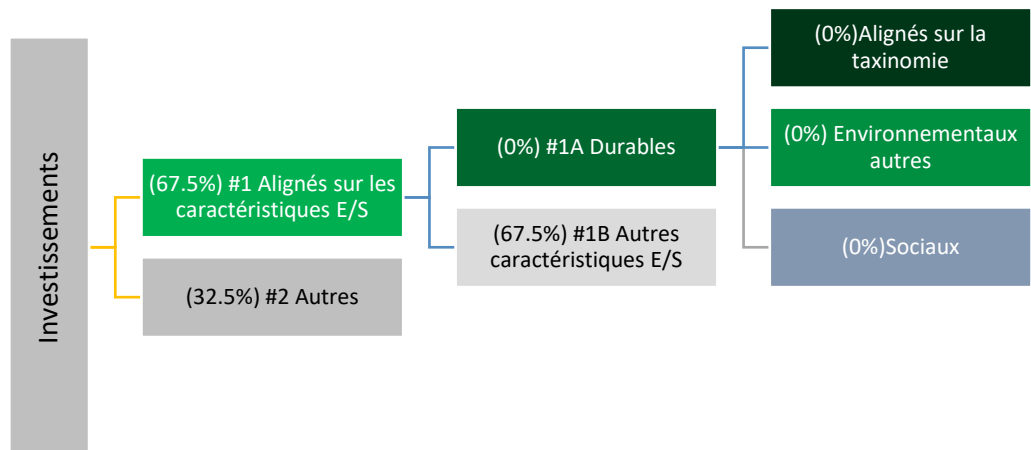 Investissements
(67.5%) #1 Alignés sur les
caractéristiques E/S
(32.5%) #2 Autres
(0%) #1A Durables
(67.5%) #1B Autres
caractéristiques E/S
(0%)Alignés sur la
taxinomie
(0%) Environnementaux
autres
(0%)Sociaux